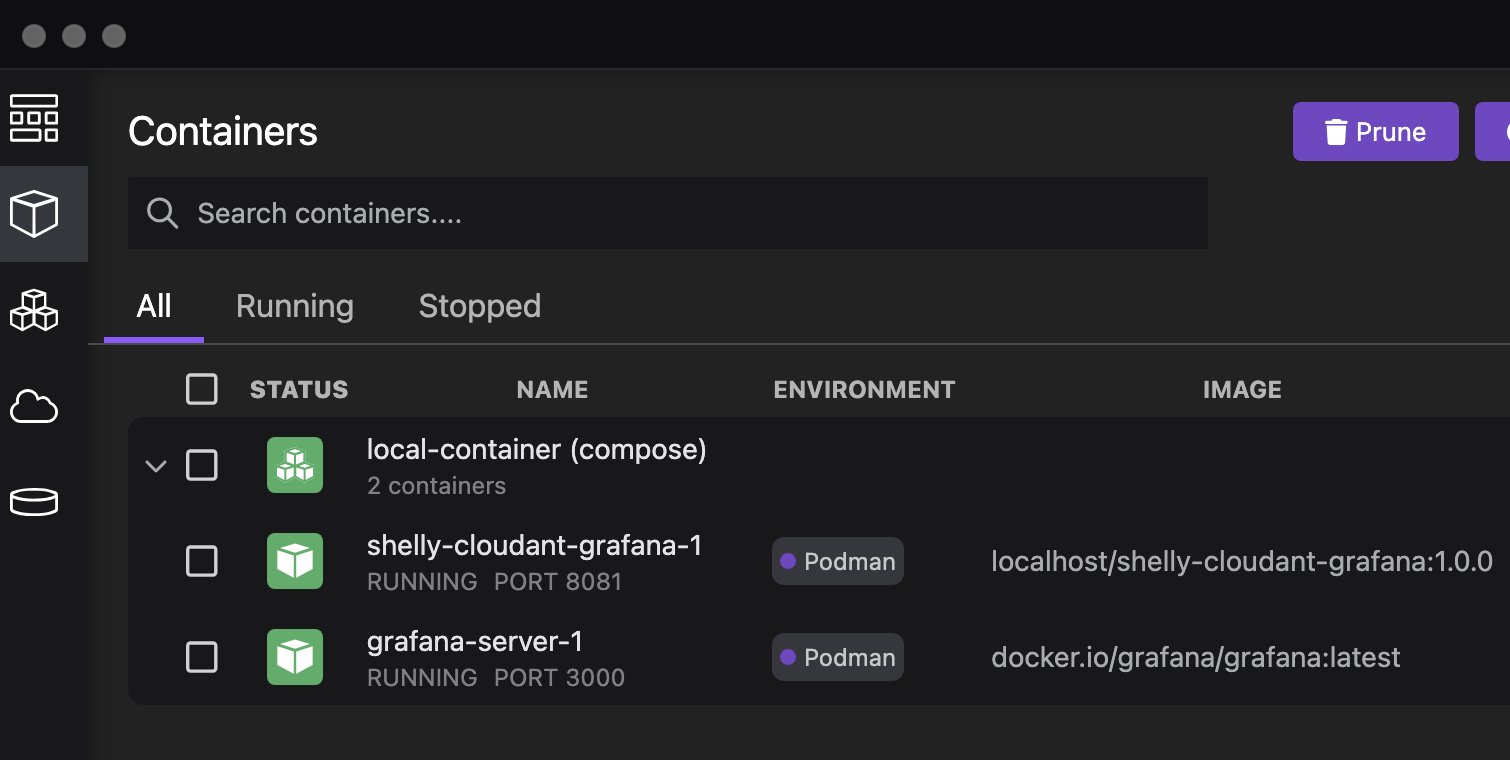 Containers
Prune
Search containers....
All Running Stopped
STATUS NAME ENVIRONMENT IMAGE
local-container (compose)
2 containers
shelly-cloudant-grafana-1
RUNNING PORT 8081
Podman
localhost/shelly-cloudant-grafana:1.0.0
grafana-server-1
RUNNING PORT 3000
Podman
docker.io/grafana/grafana:latest